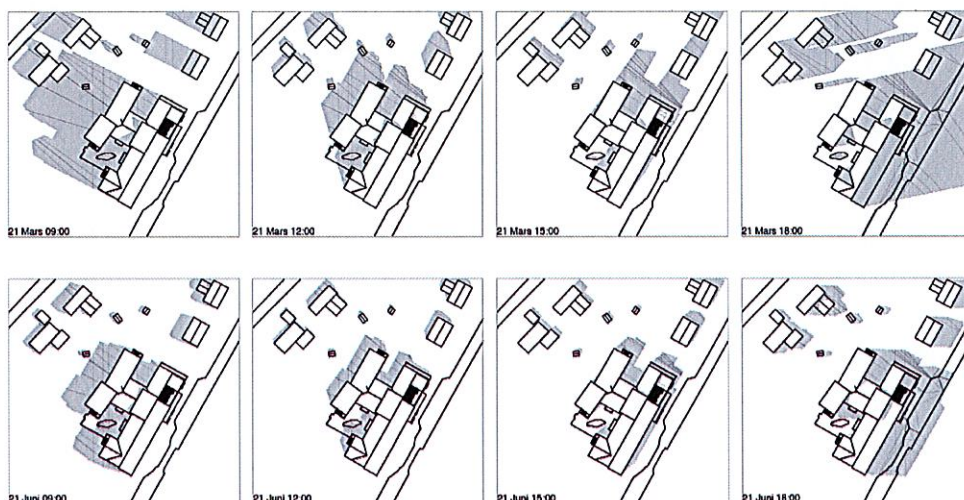 21 Mars 09:00
21 Mars 12:00
21 Mars 15:00
21 Mars 18:00
21 Juni 09:00
21 Juni 12:00
21 Juni 15:00
21 Juni 18:00